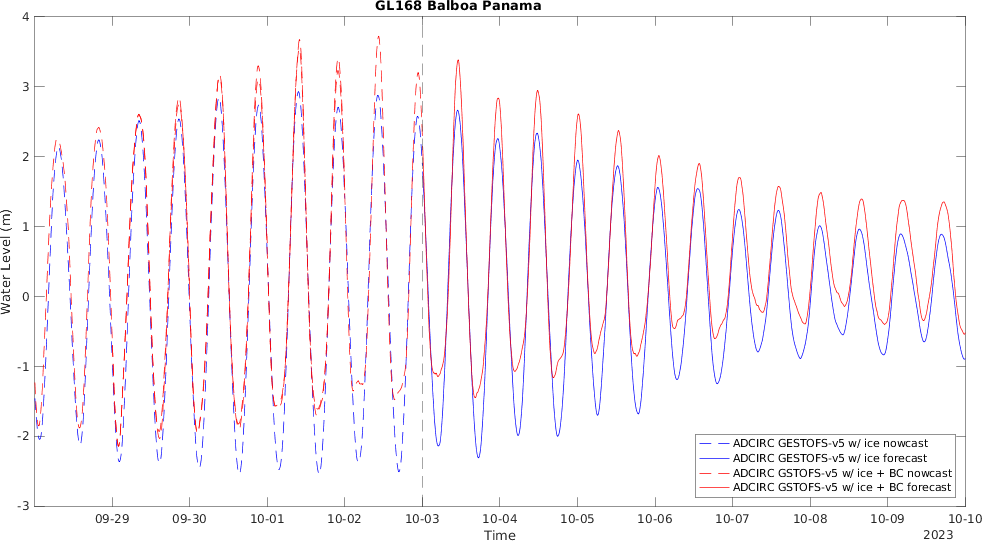 GL168 Balboa Panama
4
3
2
1
0
-1
-2
-3
Water Level (m)
ADCIRC GESTOFS-v5 w/ ice nowcast
ADCIRC GESTOFS-v5 w/ ice forecast
ADCIRC GSTOFS-v5 w/ ice + BC nowcast
ADCIRC GSTOFS-v5 w/ ice + BC forecast
09-29 09-30 10-01 10-02 10-03 10-04 10-05 10-06 10-07 10-08 10-09 10-10
Time
2023